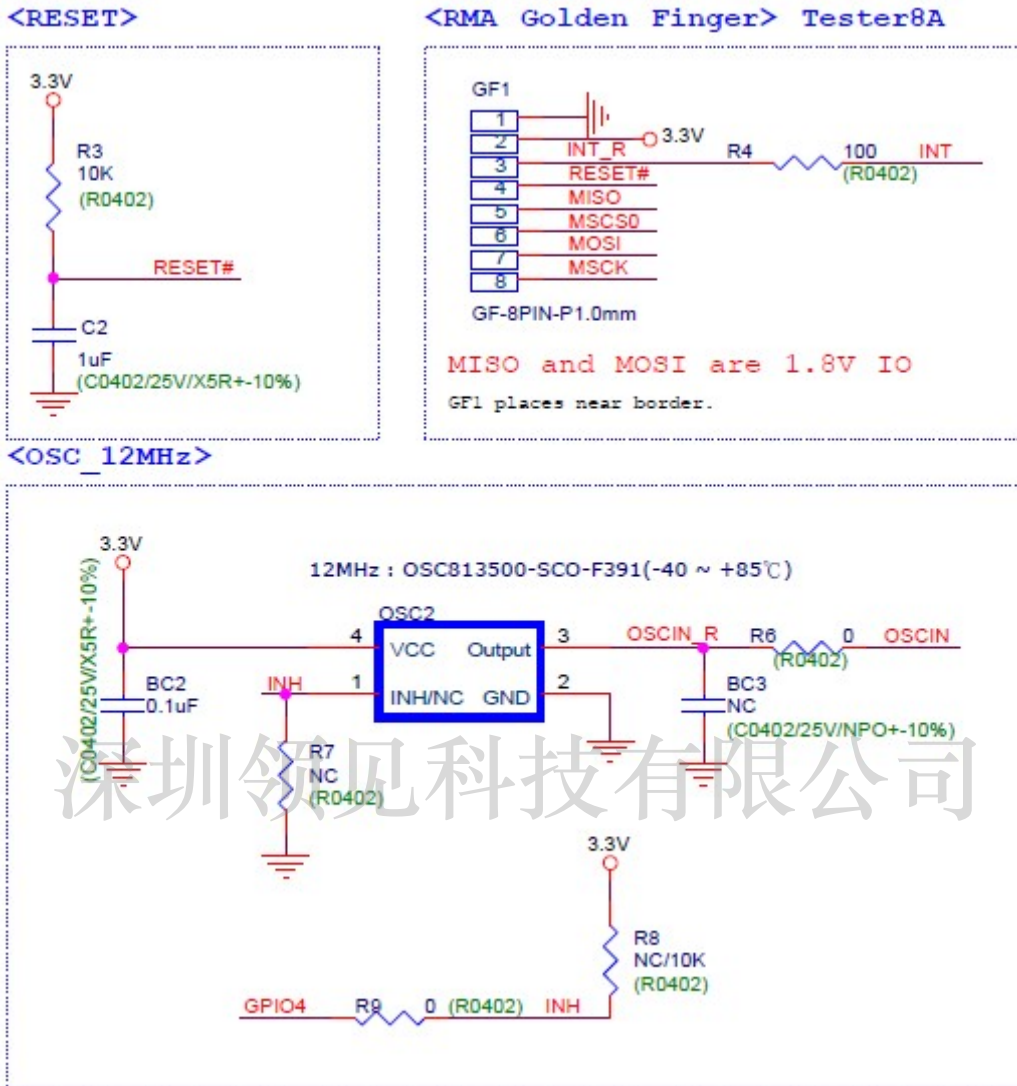 <RESET>
3.3V
R3
10K
(R0402)
RESET#
C2
1uF
(C0402/25V/X5R+-10%)
<RMA Golden Finger> Tester8A
GF1
1
2
3
4
5
6
7
8
3.3V
INT_R
RESET#
MISO
MSCS0
MOSI
MSCK
R4
100
INT
(R0402)
GF-8PIN-P1.0mm
MISO and MOSI are 1.8V IO
GF1 places near border.
<OSC_12MHz>
3.3V
(C0402/25V/X5R+-10%)
BC2
0.1uF
12MHz : OSC813500-SCO-F391(-40 ~ +85℃)
OSC2
4
VCC
Output
3
1
INH/NC
GND
2
INH
R7
NC
(R0402)
OSCIN_R
R6
0
OSCIN
(R0402)
BC3
NC
(C0402/25V/NPO+-10%)
深圳领见科技有限公司
3.3V
R8
NC/10K
(R0402)
GPIO4
R9
0
(R0402)
INH